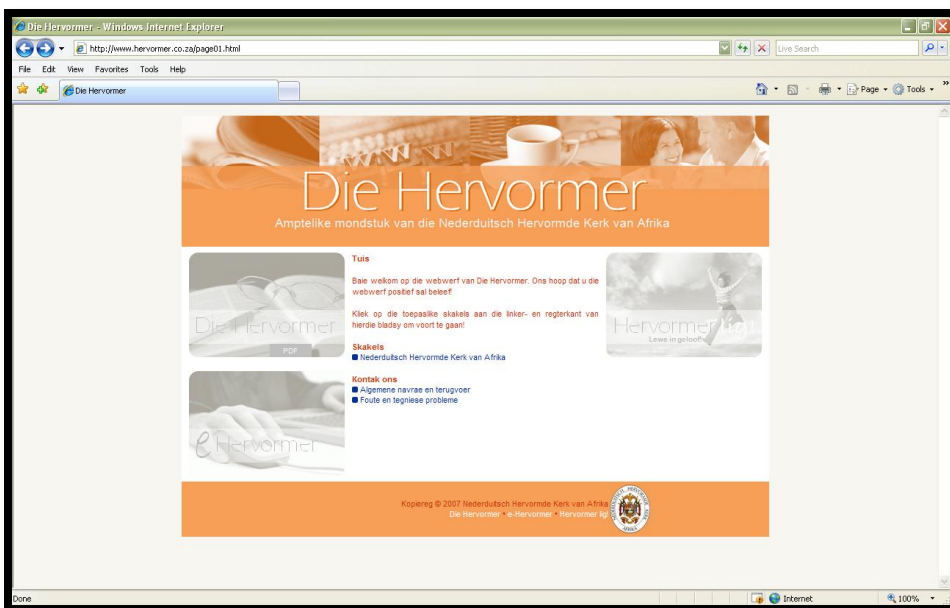 Die Hervormer - Windows Internet Explorer
http://www.hervormer.co.za/page01.html
Live Search
File Edit View Favorites Tools Help
Die Hervormer
Page Tools
Die Hervormer
Amptelike mondstuk van die Nederduitsch Hervormde Kerk van Afrika
Die Hervormer
PDF
eHervormer
Tuis
Baie welkom op die webwerf van Die Hervormer. Ons hoop dat u die
webwerf positief sal beleef!
Kliek op die toepaslike skakels aan die linker- en regterkant van
hierdie bladsy om voort te gaan!
Skakels
Nederduitsch Hervormde Kerk van Afrika
Kontak ons
Algemene navrae en terugvoer
Foute en tegniese probleme
Hervormer lig!
Lewe in geloof!
Kopiereg © 2007 Nederduitsch Hervormde Kerk van Afrika
Die Hervormer * e-Hervormer * Hervormer lig!
Done
Internet
100%